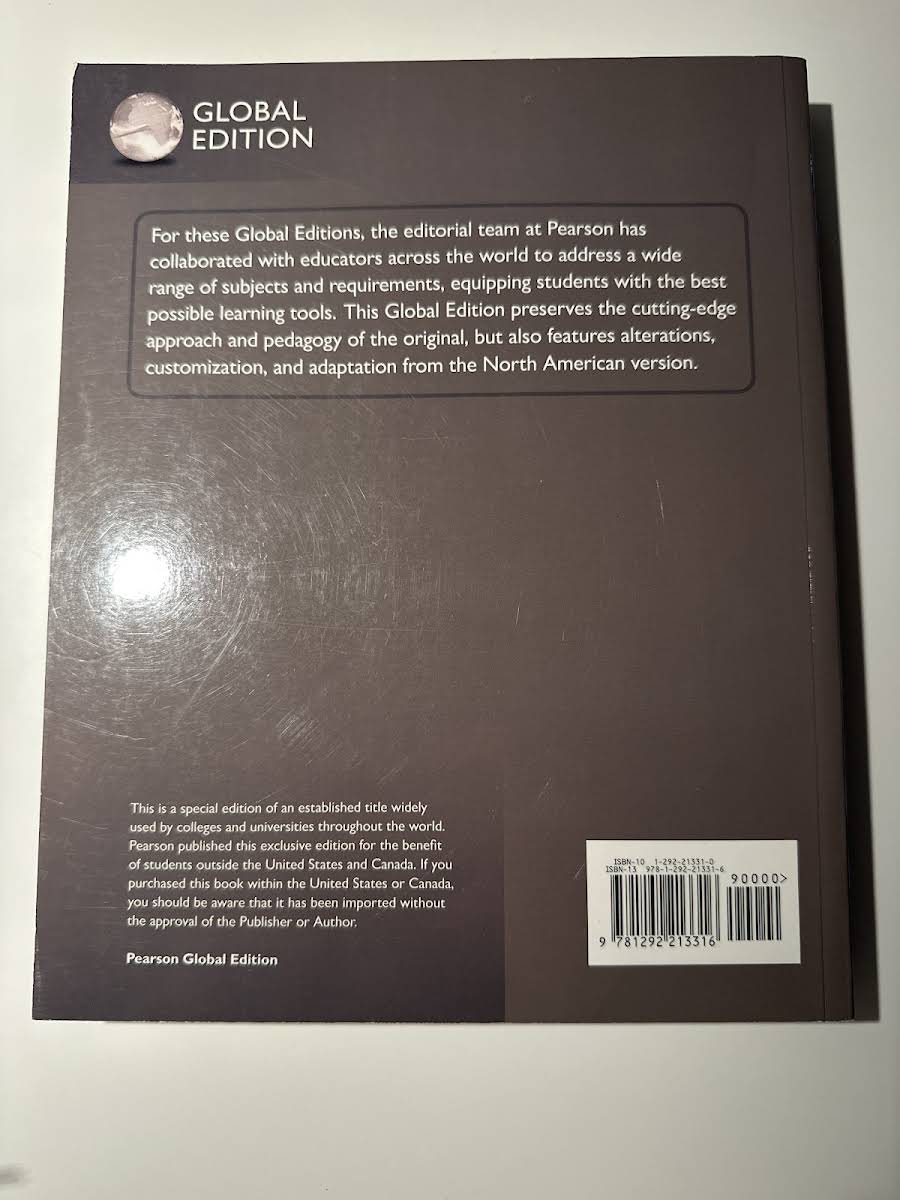 GLOBAL
EDITION
For these Global Editions, the editorial team at Pearson has
collaborated with educators across the world to address a wide
range of subjects and requirements, equipping students with the best
possible learning tools. This Global Edition preserves the cutting-edge
approach and pedagogy of the original, but also features alterations,
customization, and adaptation from the North American version.
This is a special edition of an established title widely
used by colleges and universities throughout the world.
Pearson published this exclusive edition for the benefit
of students outside the United States and Canada. If you
purchased this book within the United States or Canada,
you should be aware that it has been imported without
the approval of the Publisher or Author.
Pearson Global Edition
ISBN-10 1-292-21331-0
ISBN-13 978-1-292-21331-6
90000>
9 781292 213316